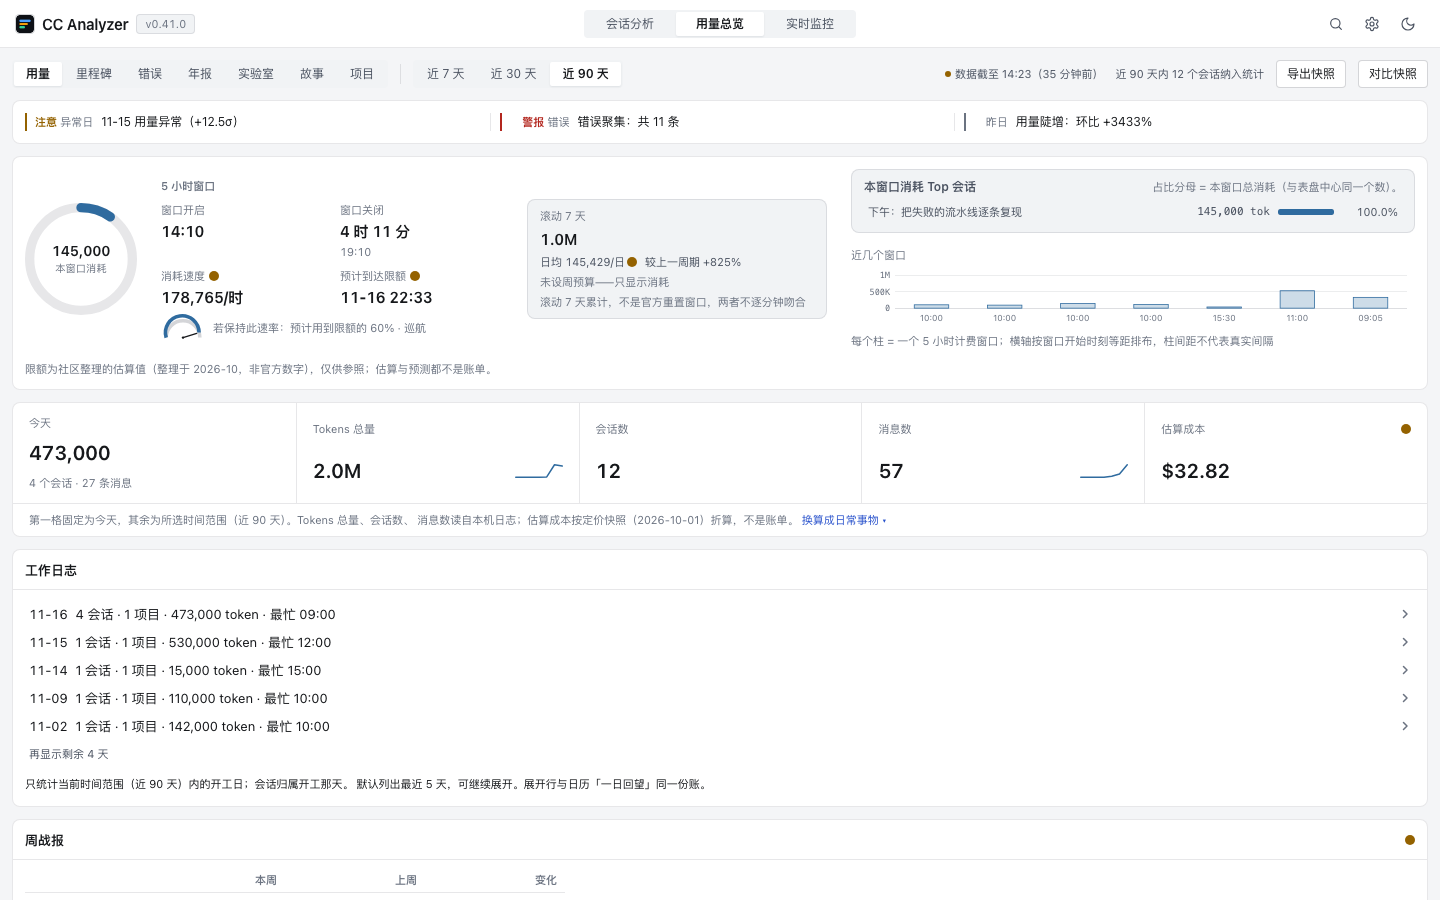 CC Analyzer v0.41.0 会话分析 用量总览 实时监控
用量 里程碑 错误 年报 实验室 故事 项目 近 7 天 近 30 天 近 90 天 数据截至 14:23（35 分钟前） 近 90 天内 12 个会话纳入统计 导出快照 对比快照
注意 异常日 11-15 用量异常（+12.5σ） 警报 错误 错误聚集：共 11 条 昨日 用量陡增：环比 +3433%
145,000
本窗口消耗
5 小时窗口
窗口开启 窗口关闭
14:10 4 时 11 分
19:10
消耗速度 预计到达限额
178,765/时 11-16 22:33
若保持此速率：预计用到限额的 60% · 巡航
滚动 7 天
1.0M
日均 145,429/日 较上一周期 +825%
未设周预算——只显示消耗
滚动 7 天累计，不是官方重置窗口，两者不逐分钟吻合
本窗口消耗 Top 会话 占比分母 = 本窗口总消耗（与表盘中心同一个数）。
下午：把失败的流水线逐条复现 145,000 tok 100.0%
近几个窗口
1M
500K
0
10:00 10:00 10:00 10:00 15:30 11:00 09:05
每个柱 = 一个 5 小时计费窗口；横轴按窗口开始时刻等距排布，柱间距不代表真实间隔
限额为社区整理的估算值（整理于 2026-10，非官方数字），仅供参照；估算与预测都不是账单。
今天
473,000
4 个会话 · 27 条消息
Tokens 总量
2.0M
会话数
12
消息数
57
估算成本
$32.82
第一格固定为今天，其余为所选时间范围（近 90 天）。Tokens 总量、会话数、 消息数读自本机日志；估算成本按定价快照（2026-10-01）折算，不是账单。 换算成日常事物
工作日志
11-16 4 会话 · 1 项目 · 473,000 token · 最忙 09:00
11-15 1 会话 · 1 项目 · 530,000 token · 最忙 12:00
11-14 1 会话 · 1 项目 · 15,000 token · 最忙 15:00
11-09 1 会话 · 1 项目 · 110,000 token · 最忙 10:00
11-02 1 会话 · 1 项目 · 142,000 token · 最忙 10:00
再显示剩余 4 天
只统计当前时间范围（近 90 天）内的开工日；会话归属开工那天。 默认列出最近 5 天，可继续展开。展开行与日历「一日回望」同一份账。
周战报
本周 上周 变化